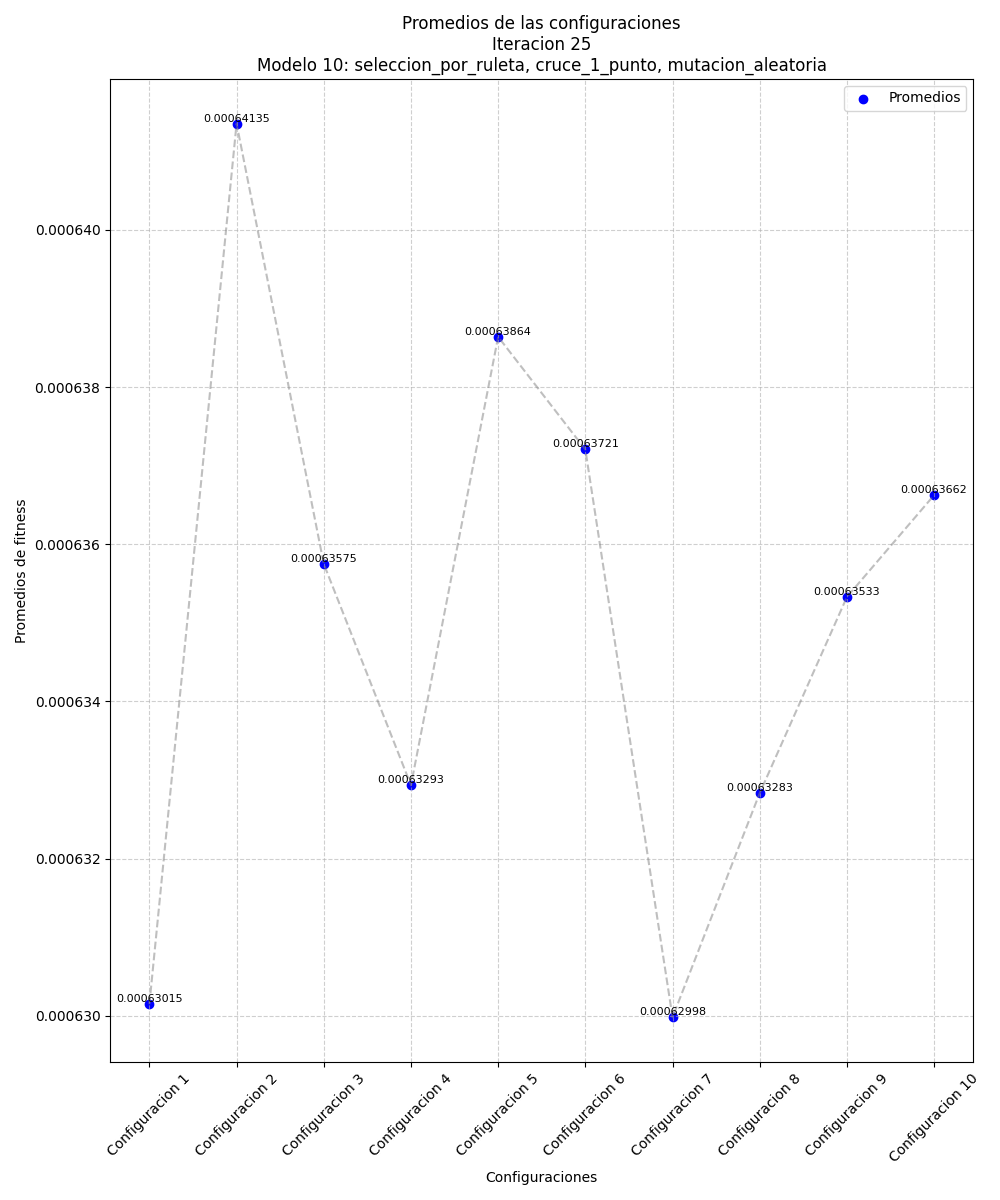 Promedios de las configuraciones
Iteracion 25
Modelo 10: seleccion_por_ruleta, cruce_1_punto, mutacion_aleatoria
Promedios
0.00064135
0.000640
0.00063864
0.000638
0.00063721
0.00063662
0.000636
0.00063575
0.00063533
0.000634
0.00063293
0.00063283
0.000632
0.00063015
0.000630
0.00062998
Promedios de fitness
Configuracion 1
Configuracion 2
Configuracion 3
Configuracion 4
Configuracion 5
Configuracion 6
Configuracion 7
Configuracion 8
Configuracion 9
Configuracion 10
Configuraciones